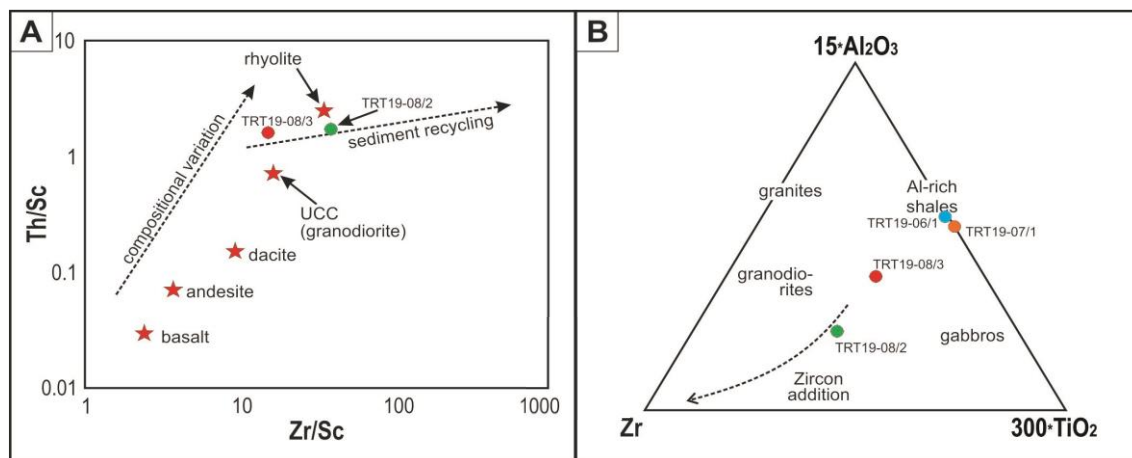 A
10
1
0.1
0.01
Th/Sc
1
10
100
1000
Zr/Sc
compositional variation
rhyolite
TRT19-08/2
TRT19-08/3
sediment recycling
UCC
(granodiorite)
dacite
andesite
basalt
B
15*Al₂O₃
granites
Al-rich
shales
TRT19-06/1
TRT19-07/1
TRT19-08/3
granodio-
rites
TRT19-08/2
gabbros
Zircon
addition
Zr
300*TiO₂